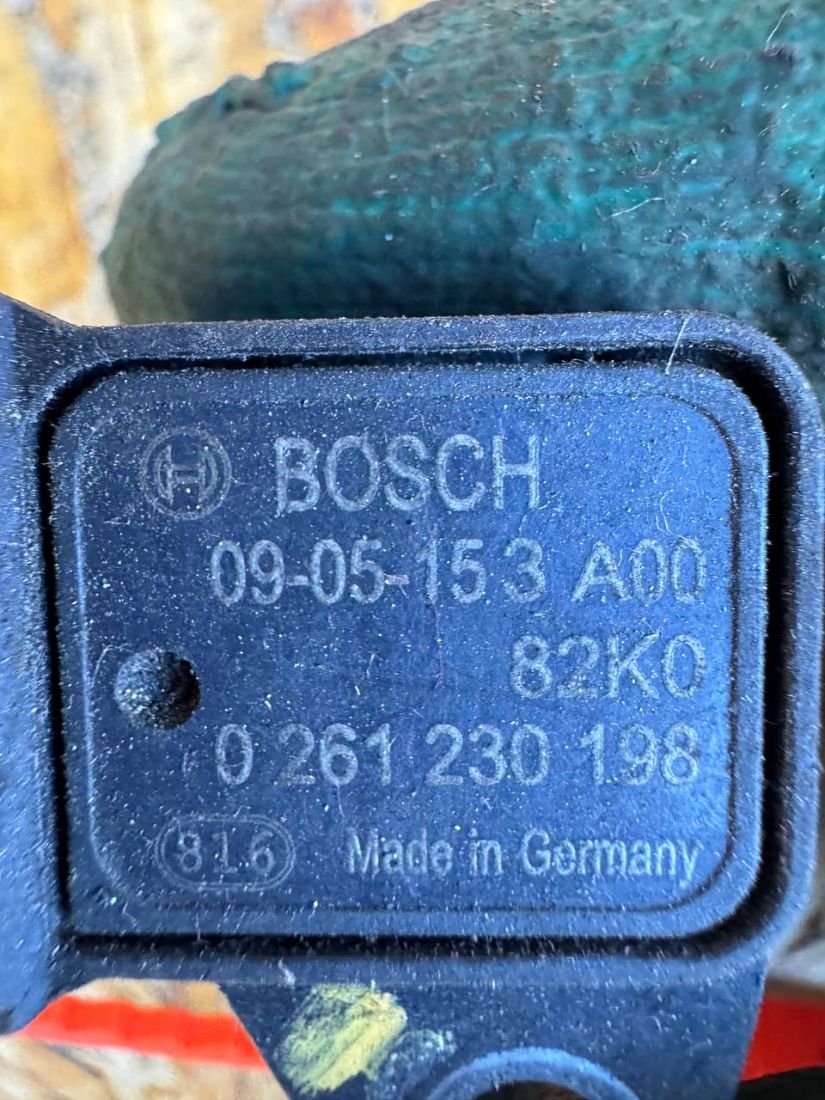 BOSCH
09-05-15 3 A00
82K0
0 261 230 198
816 Made in Germany